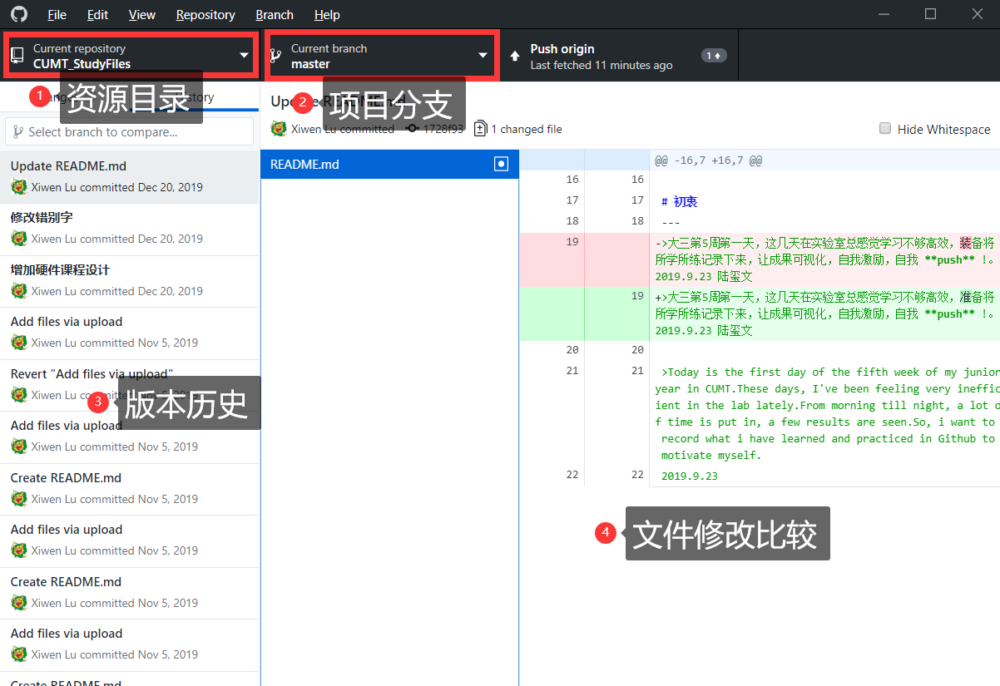 File Edit View Repository Branch Help
Current repository
CUMT_StudyFiles
Current branch
master
Push origin
Last fetched 11 minutes ago
1
1 资源目录
2 项目分支
Select branch to compare...
Xiwen Lu committed 1728f93 1 changed file
Hide Whitespace
Update README.md
Xiwen Lu committed Dec 20, 2019
修改错别字
Xiwen Lu committed Dec 20, 2019
增加硬件课程设计
Xiwen Lu committed Dec 20, 2019
Add files via upload
Xiwen Lu committed Nov 5, 2019
Revert "Add files via upload"
Xiwen Lu
3 版本历史
Add files via upload
Xiwen Lu committed Nov 5, 2019
Create README.md
Xiwen Lu committed Nov 5, 2019
Add files via upload
Xiwen Lu committed Nov 5, 2019
Create README.md
Xiwen Lu committed Nov 5, 2019
Add files via upload
Xiwen Lu committed Nov 5, 2019
Create README.md
README.md
@@ -16,7 +16,7 @@
16 16
17 17 # 初衷
18 18 ---
19 ->大三第5周第一天，这几天在实验室总感觉学习不够高效，装备将
所学所练记录下来，让成果可视化，自我激励，自我 **push** !。
2019.9.23 陆玺文
19 +>大三第5周第一天，这几天在实验室总感觉学习不够高效，准备将
所学所练记录下来，让成果可视化，自我激励，自我 **push** !。
2019.9.23 陆玺文
20 20
21 21 >Today is the first day of the fifth week of my junior
year in CUMT.These days, I've been feeling very ineffic
ient in the lab lately.From morning till night, a lot o
f time is put in, a few results are seen.So, i want to
record what i have learned and practiced in Github to
motivate myself.
22 22 2019.9.23
4 文件修改比较